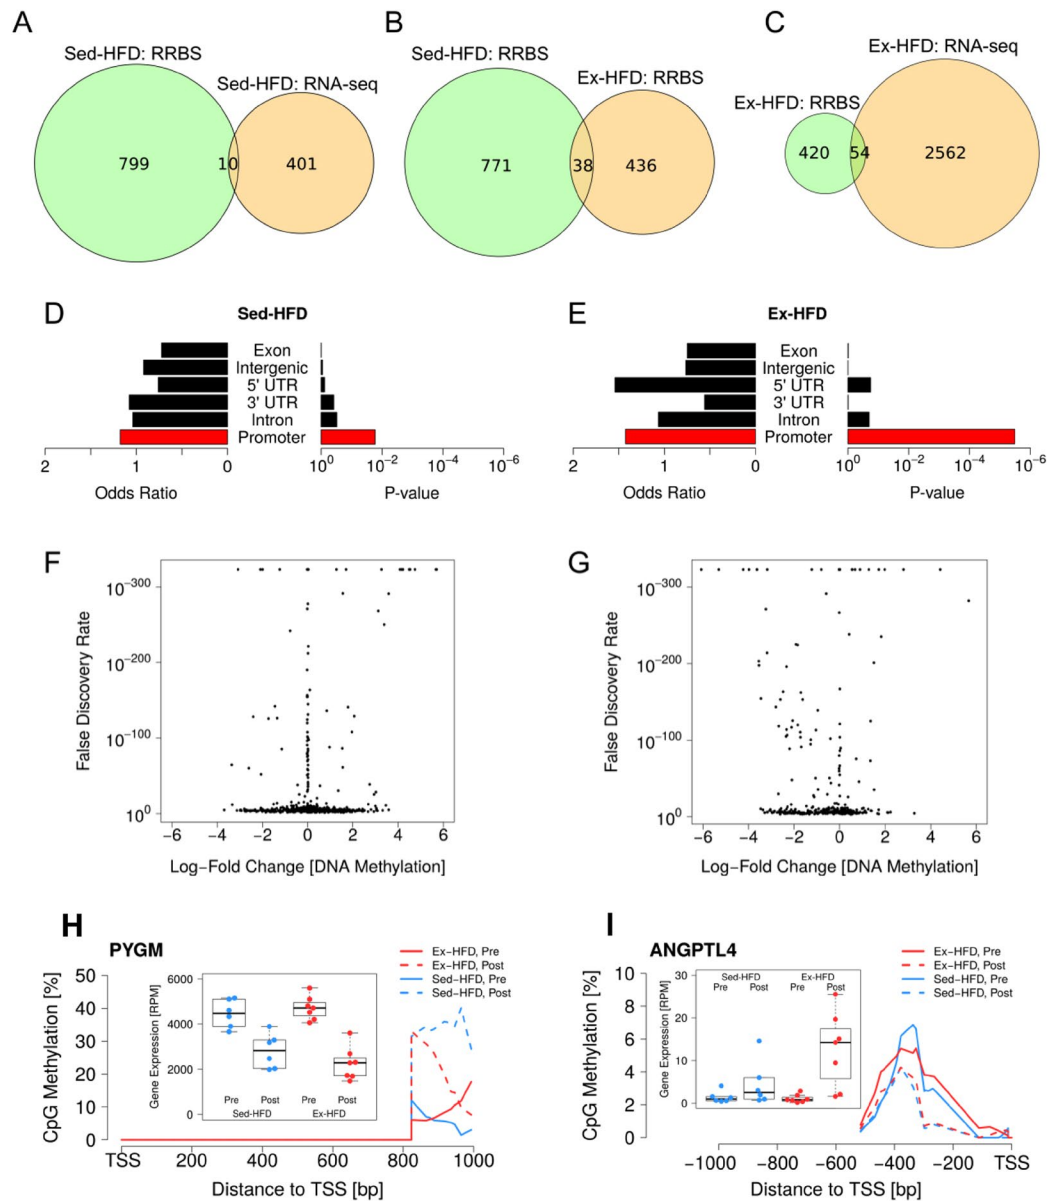 A
B
C
Sed-HFD: RRBS
Sed-HFD: RNA-seq
799
10
401
Sed-HFD: RRBS
Ex-HFD: RRBS
771
38
436
Ex-HFD: RNA-seq
Ex-HFD: RRBS
420
54
2562
D
Sed-HFD
Exon
Intergenic
5' UTR
3' UTR
Intron
Promoter
2
1
0
10^0
10^-2
10^-4
10^-6
Odds Ratio
P-value
E
Ex-HFD
Exon
Intergenic
5' UTR
3' UTR
Intron
Promoter
2
1
0
10^0
10^-2
10^-4
10^-6
Odds Ratio
P-value
F
False Discovery Rate
10^-300
10^-200
10^-100
10^0
−6
−4
−2
0
2
4
6
Log−Fold Change [DNA Methylation]
G
False Discovery Rate
10^-300
10^-200
10^-100
10^0
−6
−4
−2
0
2
4
6
Log−Fold Change [DNA Methylation]
H
PYGM
Ex−HFD, Pre
Ex−HFD, Post
Sed−HFD, Pre
Sed−HFD, Post
CpG Methylation [%]
50
40
30
20
10
0
Gene Expression [RPM]
6000
4000
2000
0
Pre
Post
Pre
Post
Sed-HFD
Ex-HFD
TSS
200
400
600
800
1000
Distance to TSS [bp]
I
ANGPTL4
Ex−HFD, Pre
Ex−HFD, Post
Sed−HFD, Pre
Sed−HFD, Post
CpG Methylation [%]
10
8
6
4
2
0
Gene Expression [RPM]
30
20
10
0
Sed-HFD
Ex-HFD
Pre
Post
Pre
Post
−1000
−800
−600
−400
−200
TSS
Distance to TSS [bp]